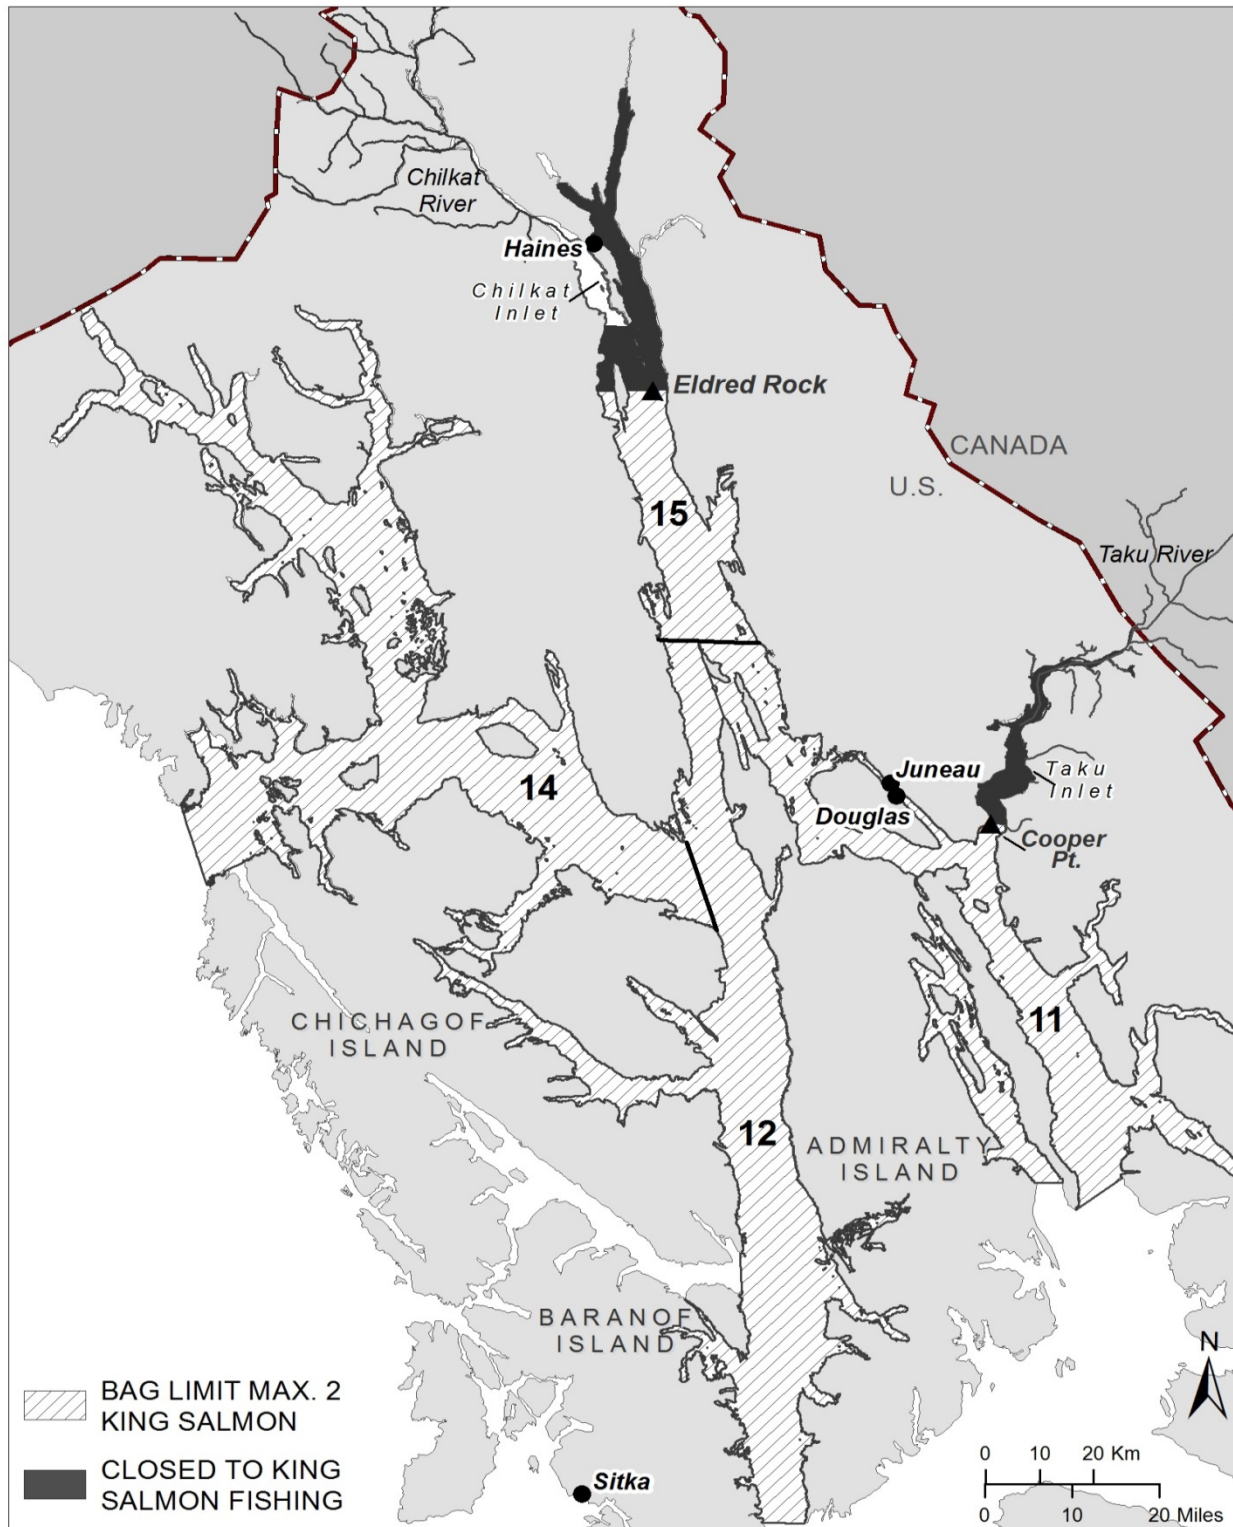 Chilkat
River
Haines
Chilkat
Inlet
Eldred Rock
CANADA
U.S.
15
Taku River
14
Juneau
Douglas
Taku
Inlet
Cooper
Pt.
CHICHAGOF
ISLAND
11
12
ADMIRALTY
ISLAND
BARANOF
ISLAND
N
BAG LIMIT MAX. 2
KING SALMON
CLOSED TO KING
SALMON FISHING
Sitka
0 10 20 Km
0 10 20 Miles